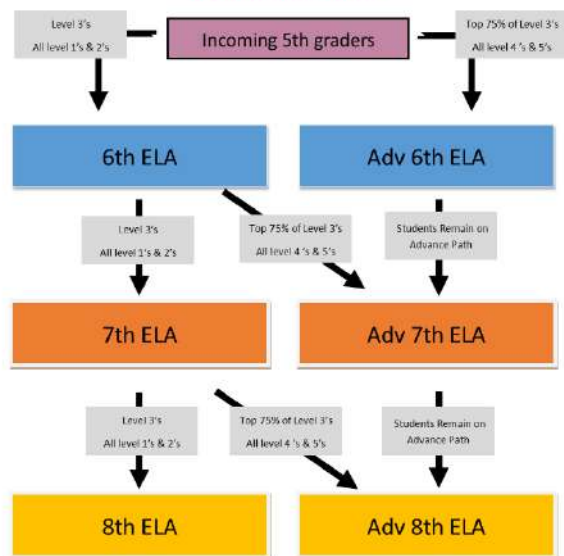 Level 3's
All level 1's & 2's
Incoming 5th graders
Top 75% of Level 3's
All level 4 's & 5's
6th ELA
Adv 6th ELA
Level 3's
All level 1's & 2's
Top 75% of Level 3's
All level 4 's & 5's
Students Remain on
Advance Path
7th ELA
Adv 7th ELA
Level 3's
All level 1's & 2's
Top 75% of Level 3's
All level 4 's & 5's
Students Remain on
Advance Path
8th ELA
Adv 8th ELA